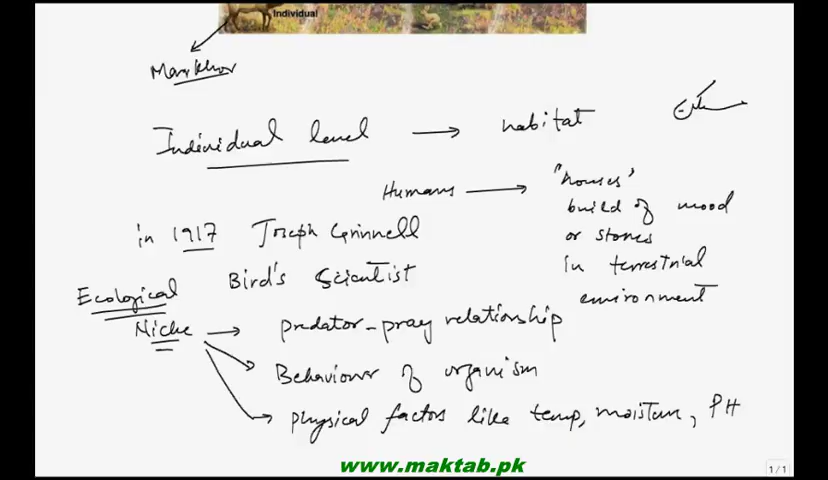 Individual
Markhor
Individual level → habitat مسکن
Humans → "houses"
build of mood
or stones
in terrestrial
environment
in 1917 Joseph Grinnell
Bird's Scientist
Ecological
Niche → predator-pray relationship
Behaviour of organism
physical factors like temp, moisture, PH
www.maktab.pk
1/1